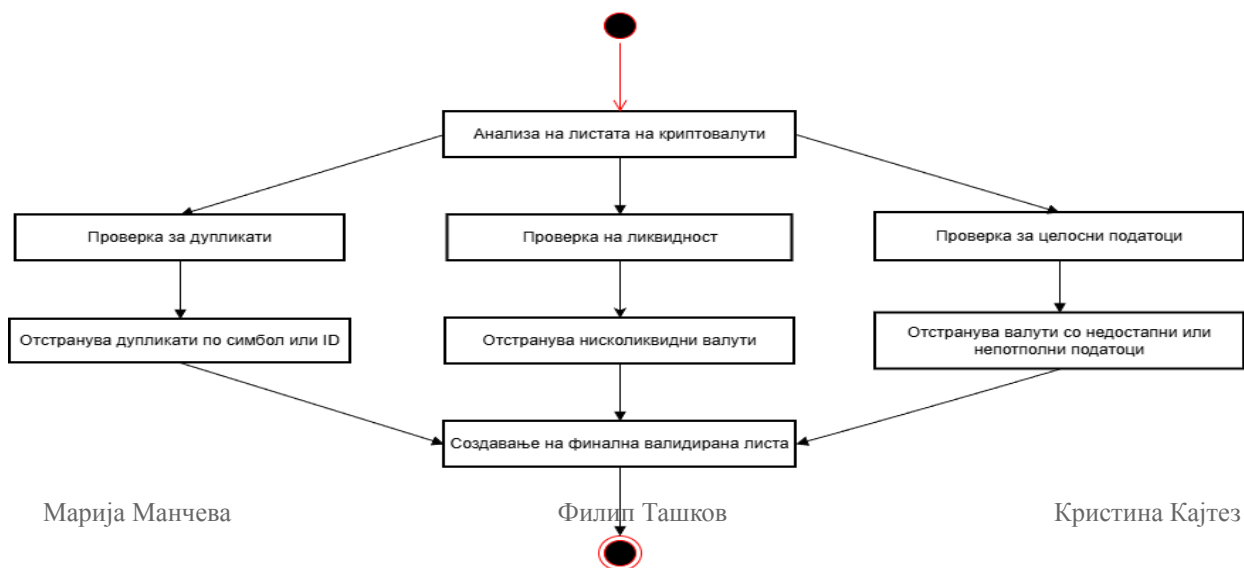 Анализа на листата на криптовалути
Проверка за дупликати
Проверка на ликвидност
Проверка за целосни податоци
Отстранува дупликати по симбол или ID
Отстранува нисколиквидни валути
Отстранува валути со недостапни или
непотполни податоци
Создавање на финална валидирана листа
Марија Манчева
Филип Ташков
Кристина Кајтез